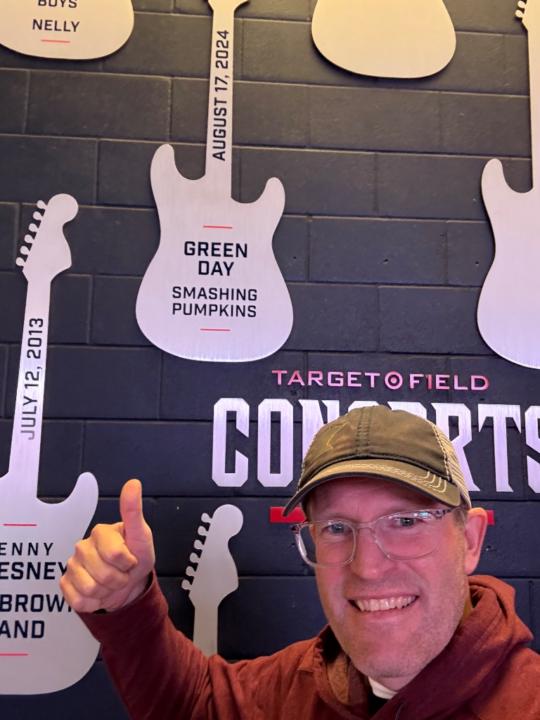 BOYS
NELLY
AUGUST 17, 2024
GREEN
DAY
SMASHING
PUMPKINS
JULY 12, 2013
ENNY
ESNEY
BROWN
AND
TARGET FIELD
CONCERTS